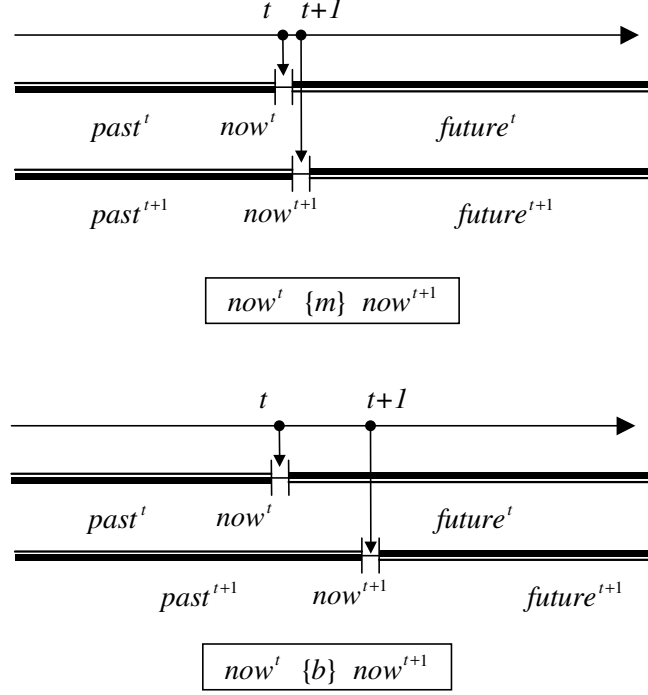 t t+1
past^t now^t future^t
past^{t+1} now^{t+1} future^{t+1}
now^t {m} now^{t+1}
t t+1
past^t now^t future^t
past^{t+1} now^{t+1} future^{t+1}
now^t {b} now^{t+1}